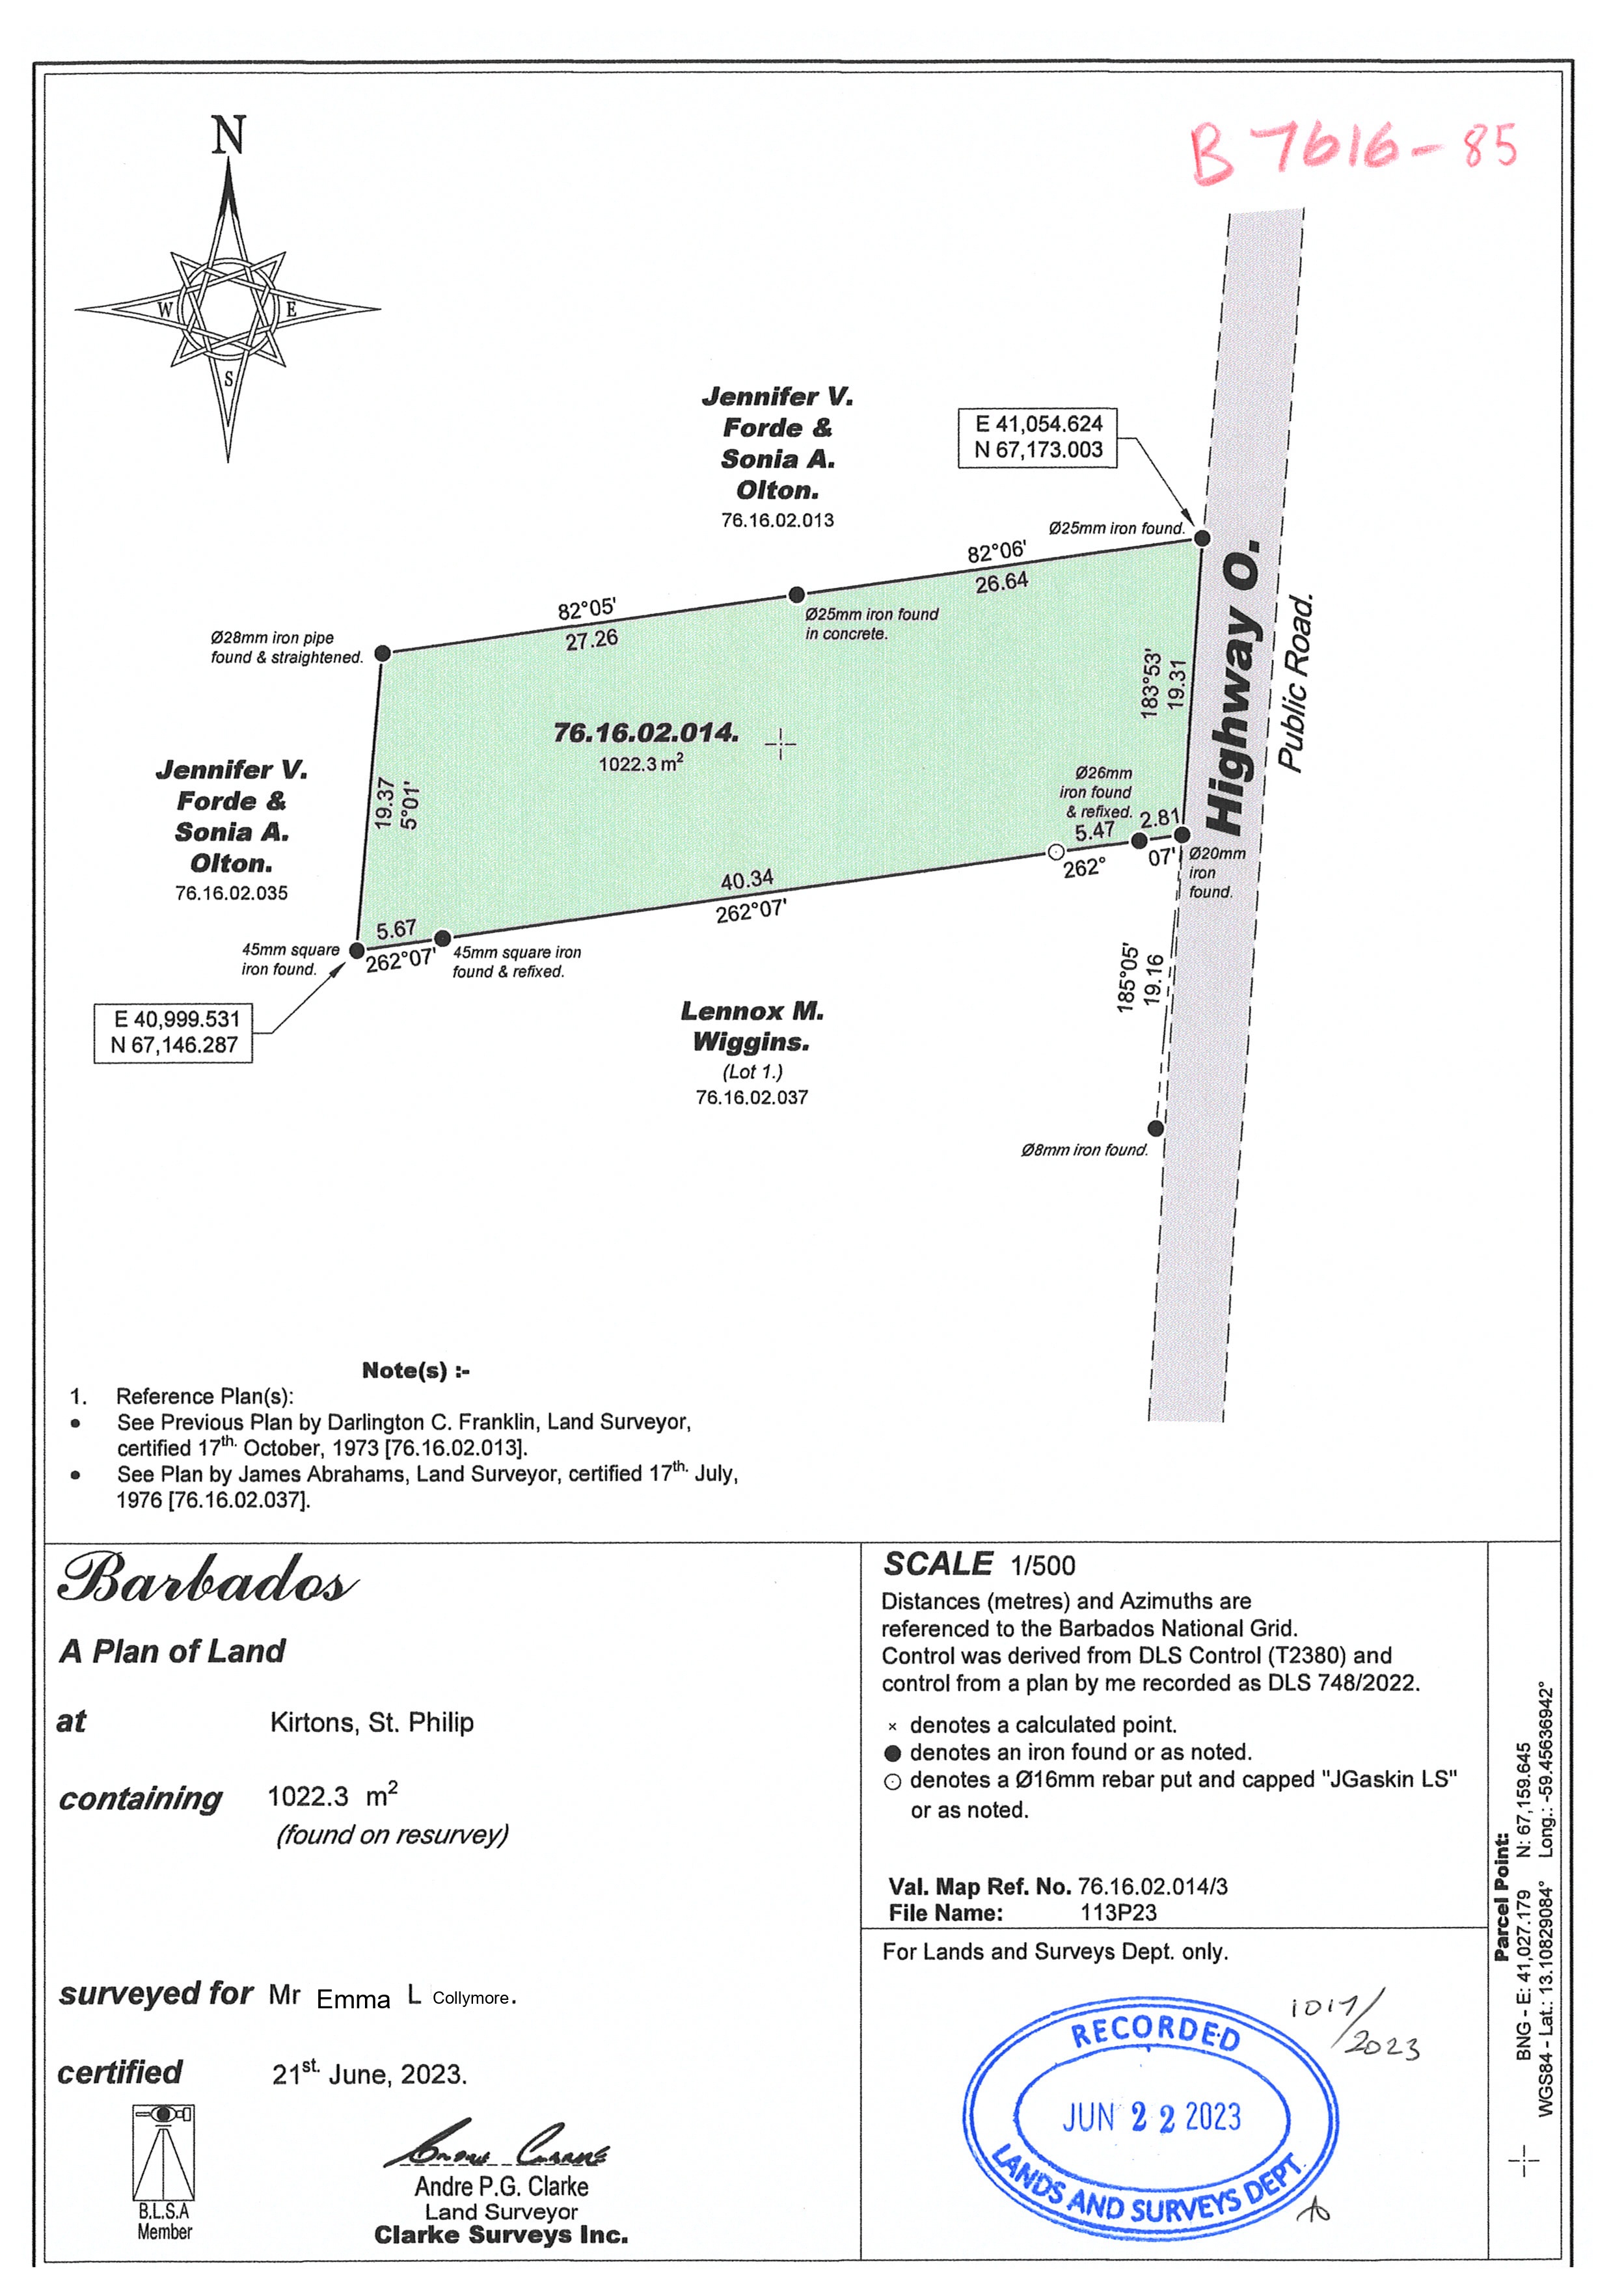 B 7616-85
N
W
E
S
Jennifer V.
Forde &
Sonia A.
Olton.
76.16.02.013
E 41,054.624
N 67,173.003
Ø25mm iron found.
82°06'
26.64
82°05'
27.26
Ø25mm iron found
in concrete.
Ø28mm iron pipe
found & straightened.
Highway O.
Public Road.
183°53'
19.31
76.16.02.014.
1022.3 m²
Jennifer V.
Forde &
Sonia A.
Olton.
76.16.02.035
19.37
5°01'
Ø26mm
iron found
& refixed.
2.81
5.47
262°
07'
Ø20mm
iron
found.
40.34
262°07'
5.67
262°07'
45mm square
iron found.
45mm square iron
found & refixed.
E 40,999.531
N 67,146.287
185°05'
19.16
Lennox M.
Wiggins.
(Lot 1.)
76.16.02.037
Ø8mm iron found.
Note(s) :-
1. Reference Plan(s):
• See Previous Plan by Darlington C. Franklin, Land Surveyor,
certified 17th. October, 1973 [76.16.02.013].
• See Plan by James Abrahams, Land Surveyor, certified 17th. July,
1976 [76.16.02.037].
Barbados
A Plan of Land
at Kirtons, St. Philip
containing 1022.3 m²
(found on resurvey)
surveyed for Mr Emma L Collymore.
certified 21st. June, 2023.
B.L.S.A
Member
Andre P.G. Clarke
Land Surveyor
Clarke Surveys Inc.
SCALE 1/500
Distances (metres) and Azimuths are
referenced to the Barbados National Grid.
Control was derived from DLS Control (T2380) and
control from a plan by me recorded as DLS 748/2022.
× denotes a calculated point.
● denotes an iron found or as noted.
⊙ denotes a Ø16mm rebar put and capped "JGaskin LS"
or as noted.
Val. Map Ref. No. 76.16.02.014/3
File Name: 113P23
For Lands and Surveys Dept. only.
1017/2023
RECORDED
JUN 22 2023
LANDS AND SURVEYS DEPT.
Parcel Point:
BNG - E: 41,027.179 N: 67,159.645
WGS84 - Lat.: 13.10829084° Long.: -59.45636942°